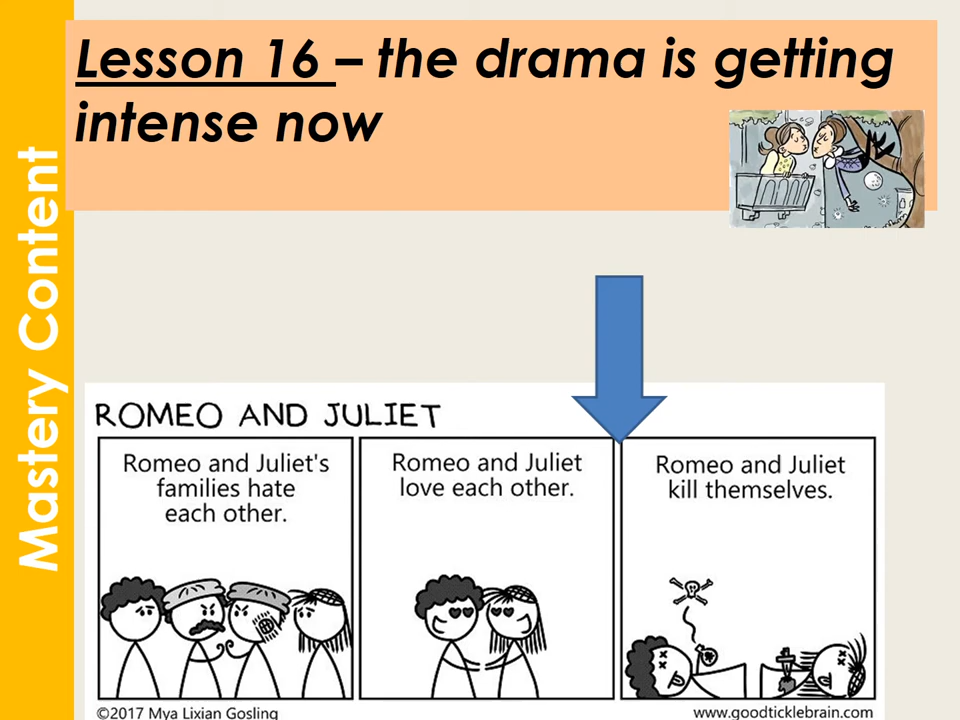 Lesson 16 – the drama is getting
intense now
Mastery Content
ROMEO AND JULIET
Romeo and Juliet's
families hate
each other.
Romeo and Juliet
love each other.
Romeo and Juliet
kill themselves.
©2017 Mya Lixian Gosling
www.goodticklebrain.com